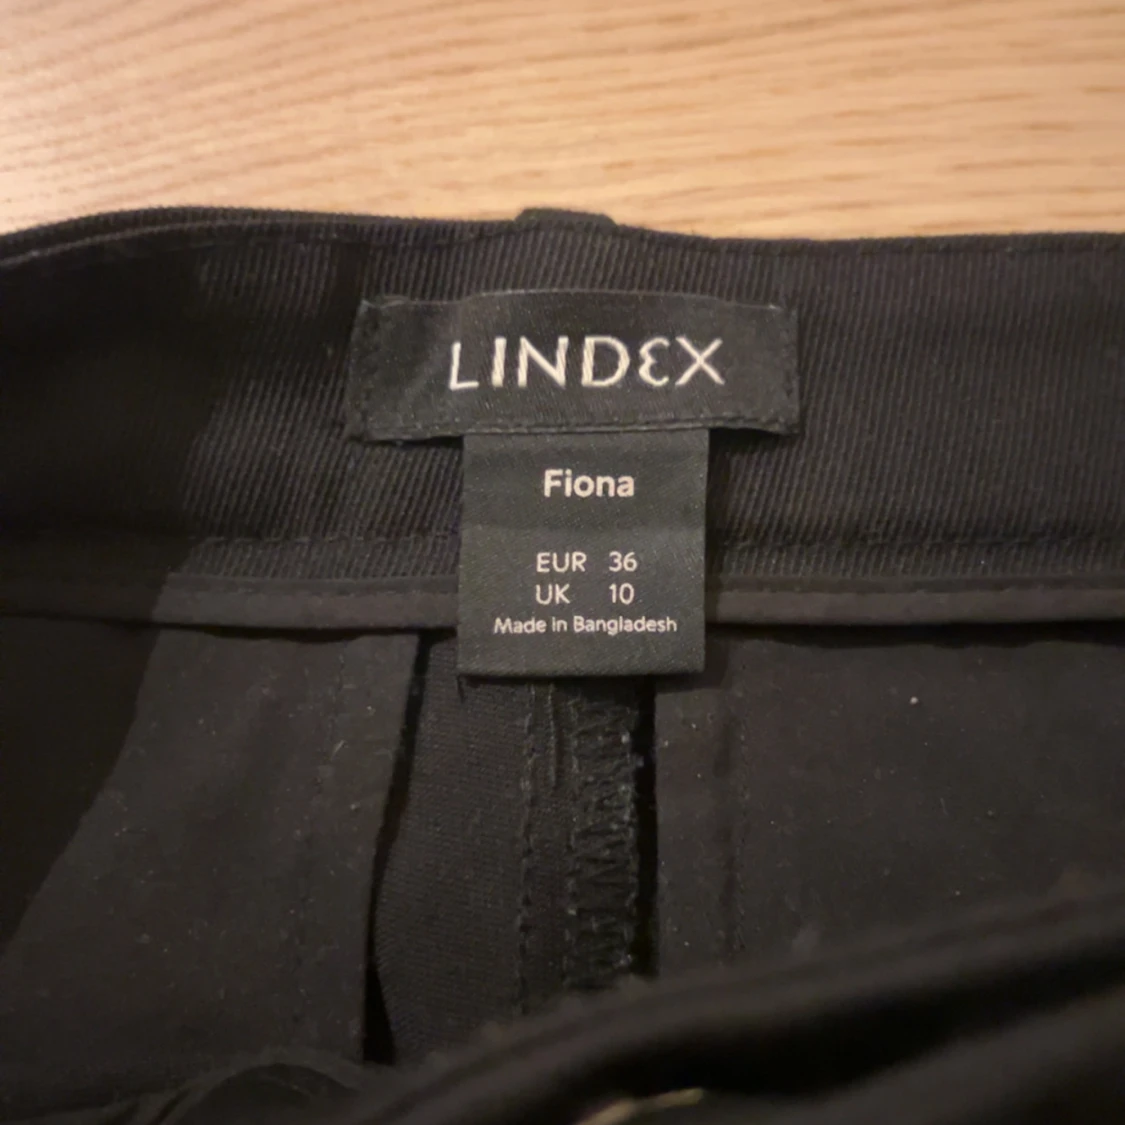 LINDEX
Fiona
EUR 36
UK 10
Made in Bangladesh